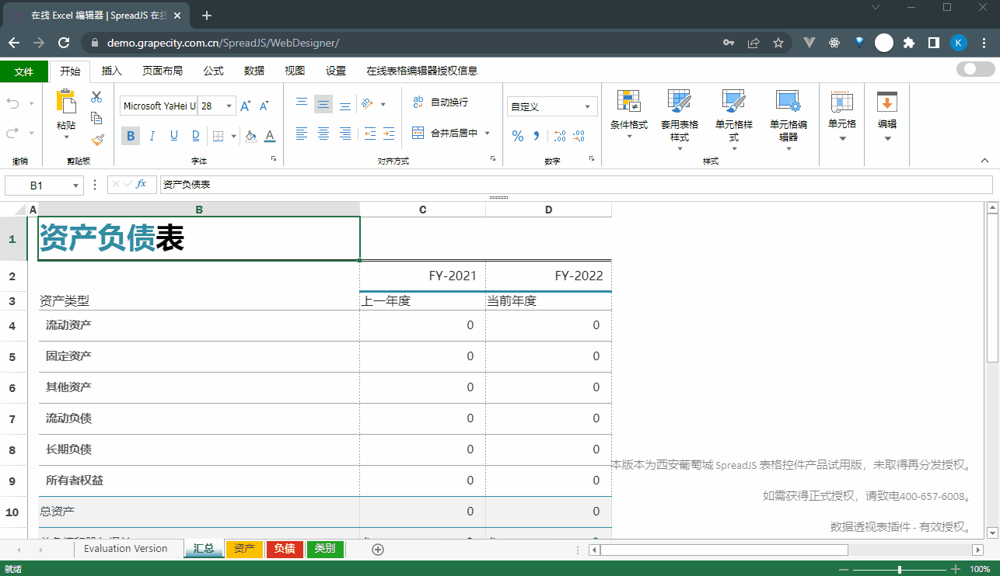 在线 Excel 编辑器 | SpreadJS 在线
demo.grapecity.com.cn/SpreadJS/WebDesigner/
K
文件 开始 插入 页面布局 公式 数据 视图 设置 在线表格编辑器授权信息
Microsoft YaHei U 28 A A 自动换行 自定义
粘贴 B I U D A 合并后居中 % 条件格式 套用表格样式 单元格样式 单元格编辑器 单元格 编辑
撤销 剪贴板 字体 对齐方式 数字 样式
B1 fx 资产负债表
A B C D
1 资产负债表
2 FY-2021 FY-2022
3 资产类型 上一年度 当前年度
4 流动资产 0 0
5 固定资产 0 0
6 其他资产 0 0
7 流动负债 0 0
8 长期负债 0 0
本版本为西安葡萄城 SpreadJS 表格控件产品试用版，未取得再分发授权。
9 所有者权益 0 0
如需获得正式授权，请致电400-657-6008。
10 总资产 0 0
数据透视表插件 - 有效授权。
Evaluation Version 汇总 资产 负债 类别
就绪 100%